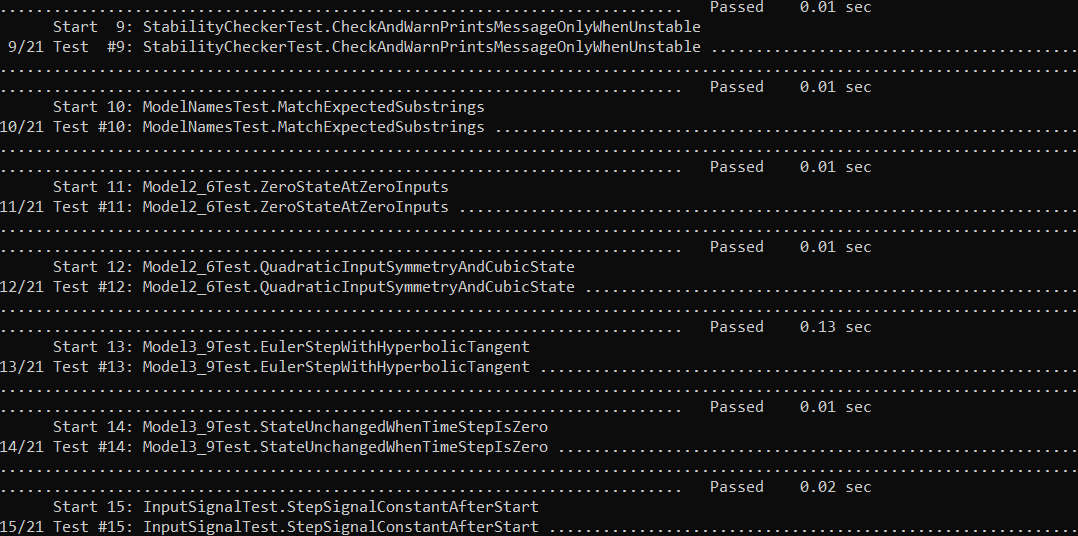 ........................................................................... Passed 0.01 sec
Start 9: StabilityCheckerTest.CheckAndWarnPrintsMessageOnlyWhenUnstable
9/21 Test #9: StabilityCheckerTest.CheckAndWarnPrintsMessageOnlyWhenUnstable .........................................
........................................................................................................................
........................................................................... Passed 0.01 sec
Start 10: ModelNamesTest.MatchExpectedSubstrings
10/21 Test #10: ModelNamesTest.MatchExpectedSubstrings .................................................................
........................................................................................................................
........................................................................... Passed 0.01 sec
Start 11: Model2_6Test.ZeroStateAtZeroInputs
11/21 Test #11: Model2_6Test.ZeroStateAtZeroInputs .....................................................................
........................................................................................................................
........................................................................... Passed 0.01 sec
Start 12: Model2_6Test.QuadraticInputSymmetryAndCubicState
12/21 Test #12: Model2_6Test.QuadraticInputSymmetryAndCubicState .......................................................
........................................................................................................................
........................................................................... Passed 0.13 sec
Start 13: Model3_9Test.EulerStepWithHyperbolicTangent
13/21 Test #13: Model3_9Test.EulerStepWithHyperbolicTangent ............................................................
........................................................................................................................
........................................................................... Passed 0.01 sec
Start 14: Model3_9Test.StateUnchangedWhenTimeStepIsZero
14/21 Test #14: Model3_9Test.StateUnchangedWhenTimeStepIsZero ..........................................................
........................................................................................................................
........................................................................... Passed 0.02 sec
Start 15: InputSignalTest.StepSignalConstantAfterStart
15/21 Test #15: InputSignalTest.StepSignalConstantAfterStart ...........................................................